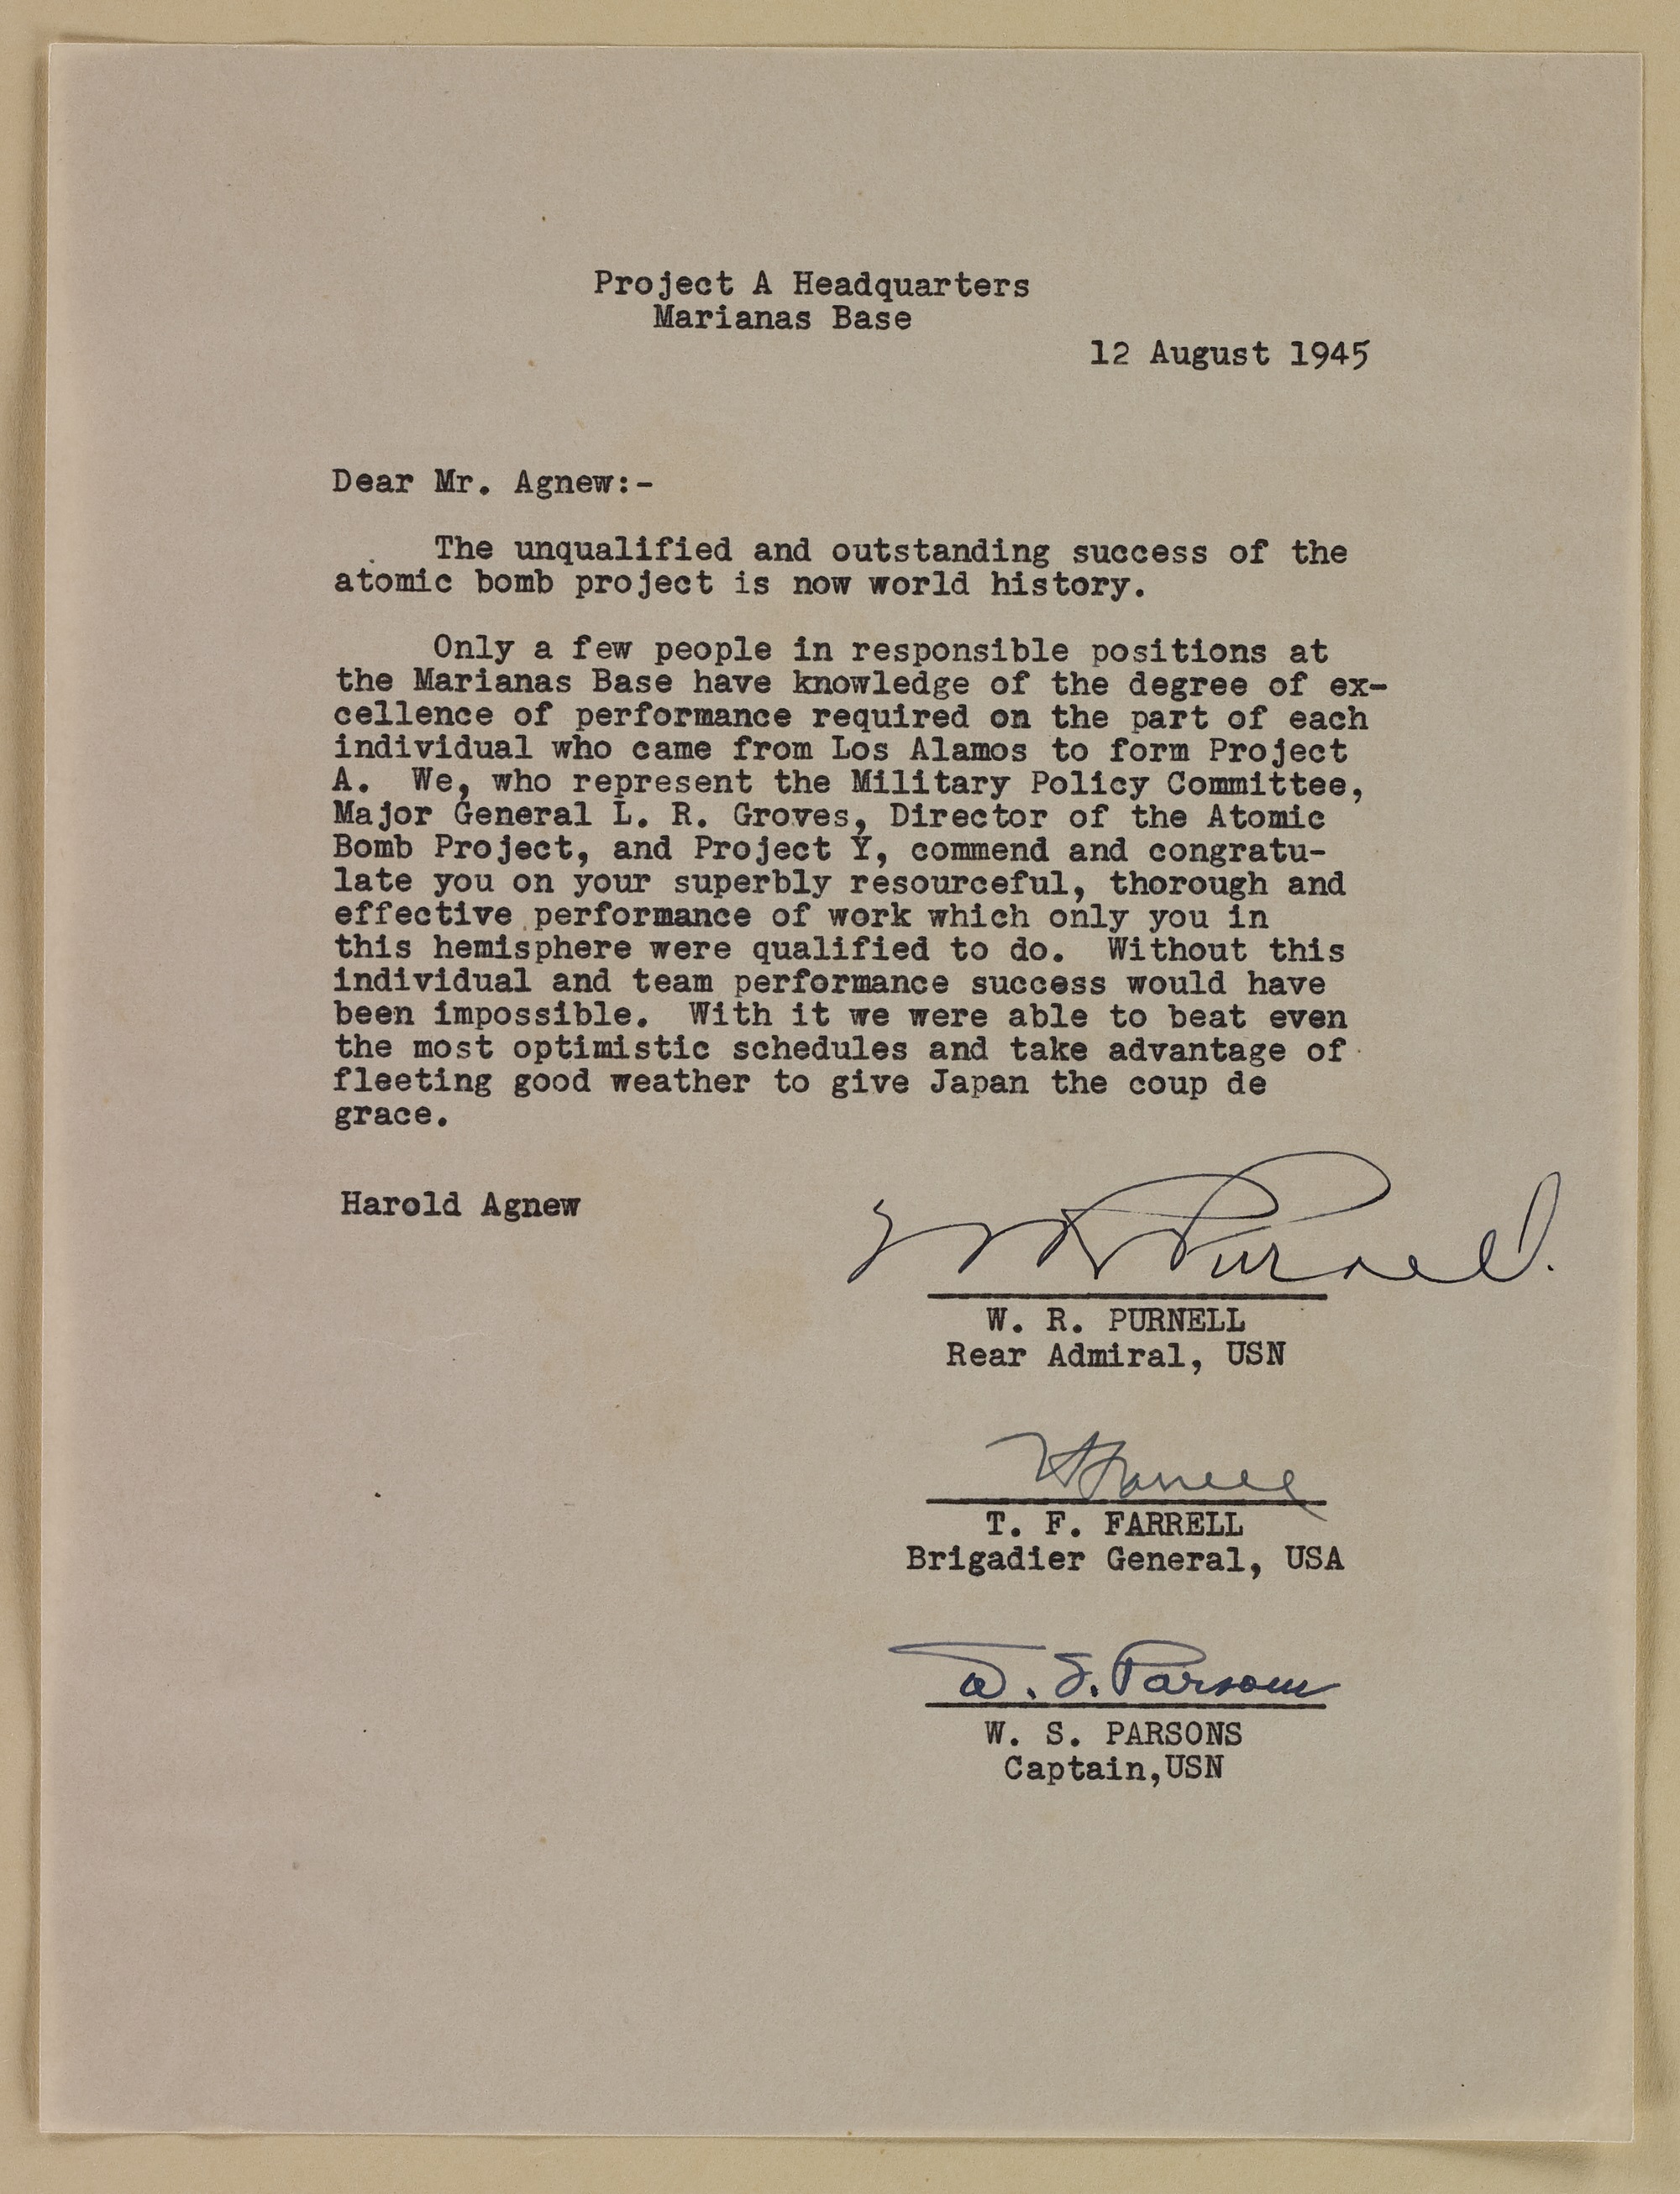 Project A Headquarters
Marianas Base
12 August 1945
Dear Mr. Agnew:-
The unqualified and outstanding success of the
atomic bomb project is now world history.
Only a few people in responsible positions at
the Marianas Base have knowledge of the degree of ex-
cellence of performance required on the part of each
individual who came from Los Alamos to form Project
A. We, who represent the Military Policy Committee,
Major General L. R. Groves, Director of the Atomic
Bomb Project, and Project Y, commend and congratu-
late you on your superbly resourceful, thorough and
effective performance of work which only you in
this hemisphere were qualified to do. Without this
individual and team performance success would have
been impossible. With it we were able to beat even
the most optimistic schedules and take advantage of
fleeting good weather to give Japan the coup de
grace.
Harold Agnew
W R Purnell.
W. R. PURNELL
Rear Admiral, USN
T F Farrell
T. F. FARRELL
Brigadier General, USA
W. S. Parsons
W. S. PARSONS
Captain,USN